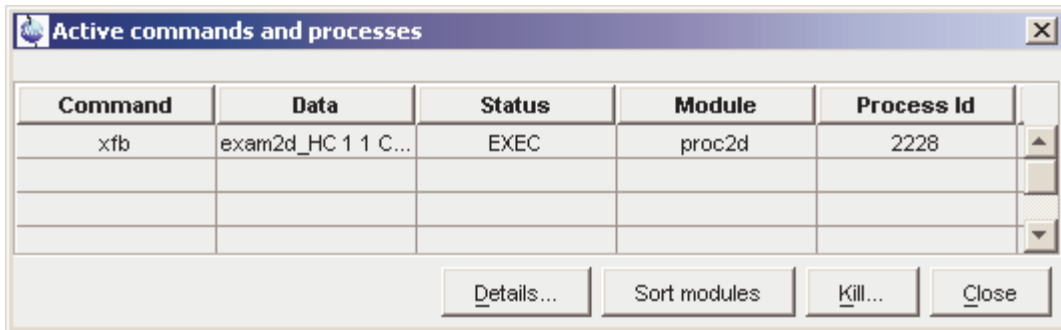 Active commands and processes
Command Data Status Module Process Id
xfb exam2d_HC 1 1 C... EXEC proc2d 2228
Details... Sort modules Kill... Close